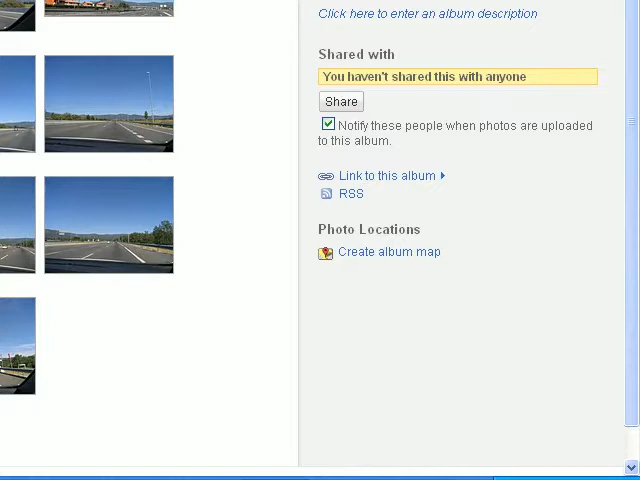 Click here to enter an album description
Shared with
You haven't shared this with anyone
Share
Notify these people when photos are uploaded
to this album.
Link to this album
RSS
Photo Locations
Create album map